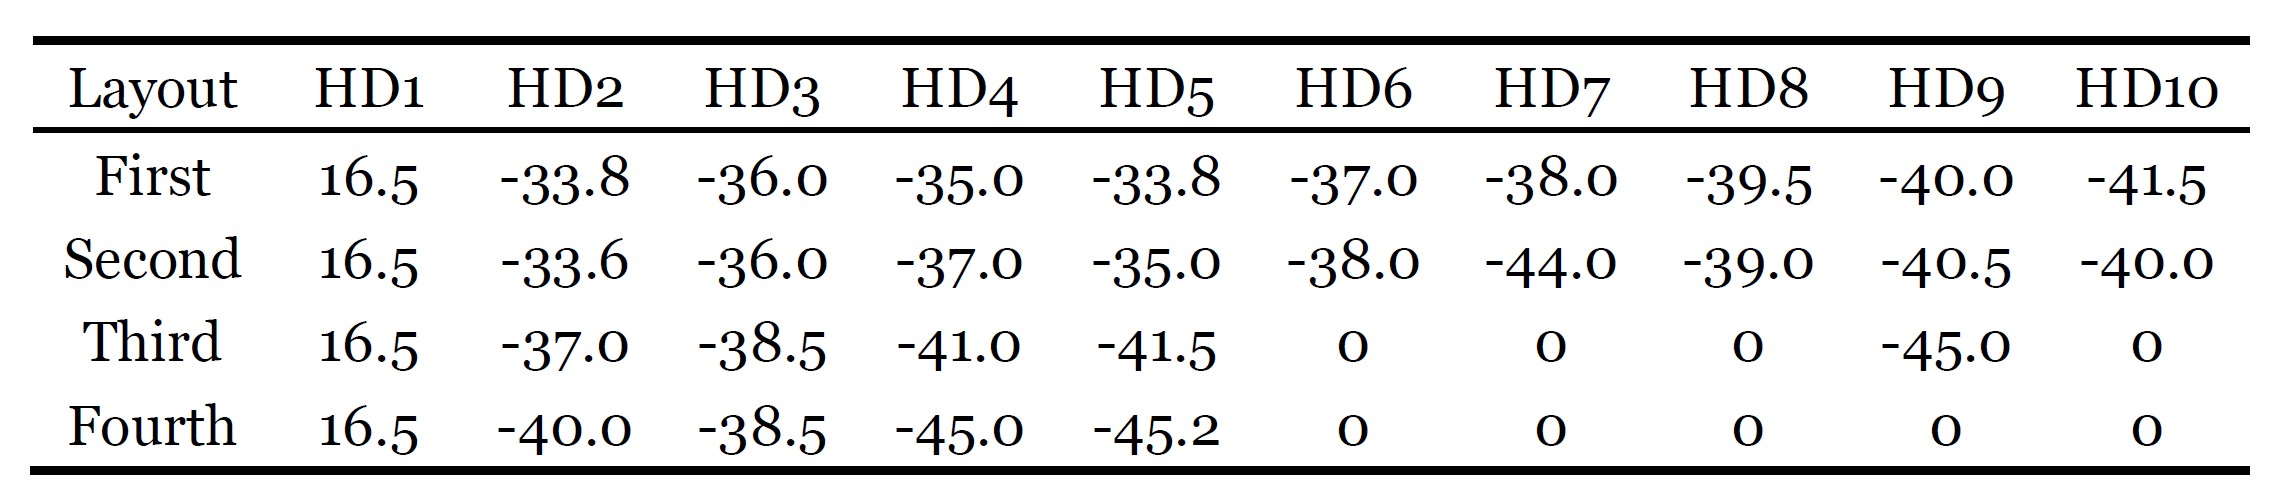 Layout HD1 HD2 HD3 HD4 HD5 HD6 HD7 HD8 HD9 HD10
First 16.5 -33.8 -36.0 -35.0 -33.8 -37.0 -38.0 -39.5 -40.0 -41.5
Second 16.5 -33.6 -36.0 -37.0 -35.0 -38.0 -44.0 -39.0 -40.5 -40.0
Third 16.5 -37.0 -38.5 -41.0 -41.5 0 0 0 -45.0 0
Fourth 16.5 -40.0 -38.5 -45.0 -45.2 0 0 0 0 0